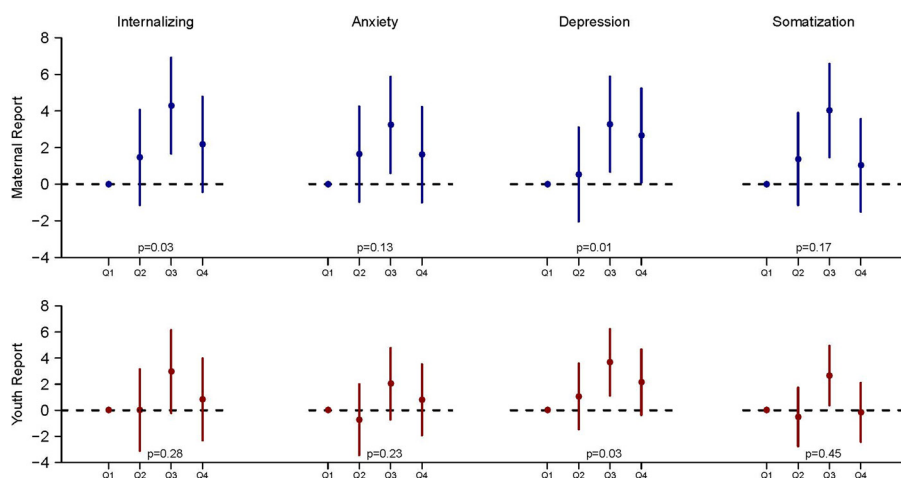 Internalizing Anxiety Depression Somatization
Maternal Report
8
6
4
2
0
−2
−4
p=0.03 p=0.13 p=0.01 p=0.17
Q1 Q2 Q3 Q4 Q1 Q2 Q3 Q4 Q1 Q2 Q3 Q4 Q1 Q2 Q3 Q4
Youth Report
8
6
4
2
0
−2
−4
p=0.28 p=0.23 p=0.03 p=0.45
Q1 Q2 Q3 Q4 Q1 Q2 Q3 Q4 Q1 Q2 Q3 Q4 Q1 Q2 Q3 Q4